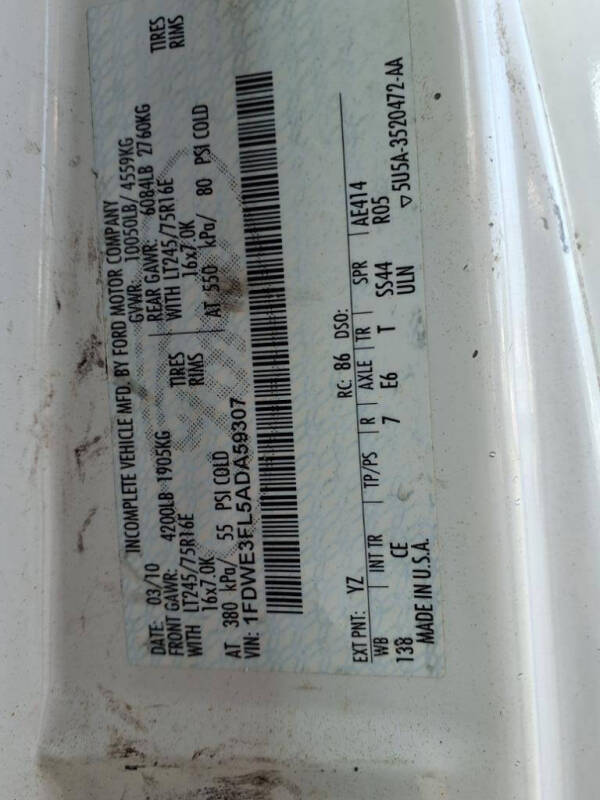 INCOMPLETE VEHICLE MFD. BY FORD MOTOR COMPANY
DATE: 03/10 GVWR: 10050LB/ 4559KG
FRONT GAWR: 4200LB 1905KG REAR GAWR: 6084LB 2760KG
WITH LT245/75R16E TIRES WITH LT245/75R16E TIRES
16x7.0K RIMS 16x7.0K RIMS
AT 380 kPa/ 55 PSI COLD AT 550 kPa/ 80 PSI COLD
VIN: 1FDWE3FL5ADA59307
EXT PNT: YZ RC: 86 DSO:
WB INT TR TP/PS R AXLE TR SPR AE414
138 CE 7 E6 T SS44 R05
MADE IN U.S.A. ULN ▽5U5A-3520472-AA